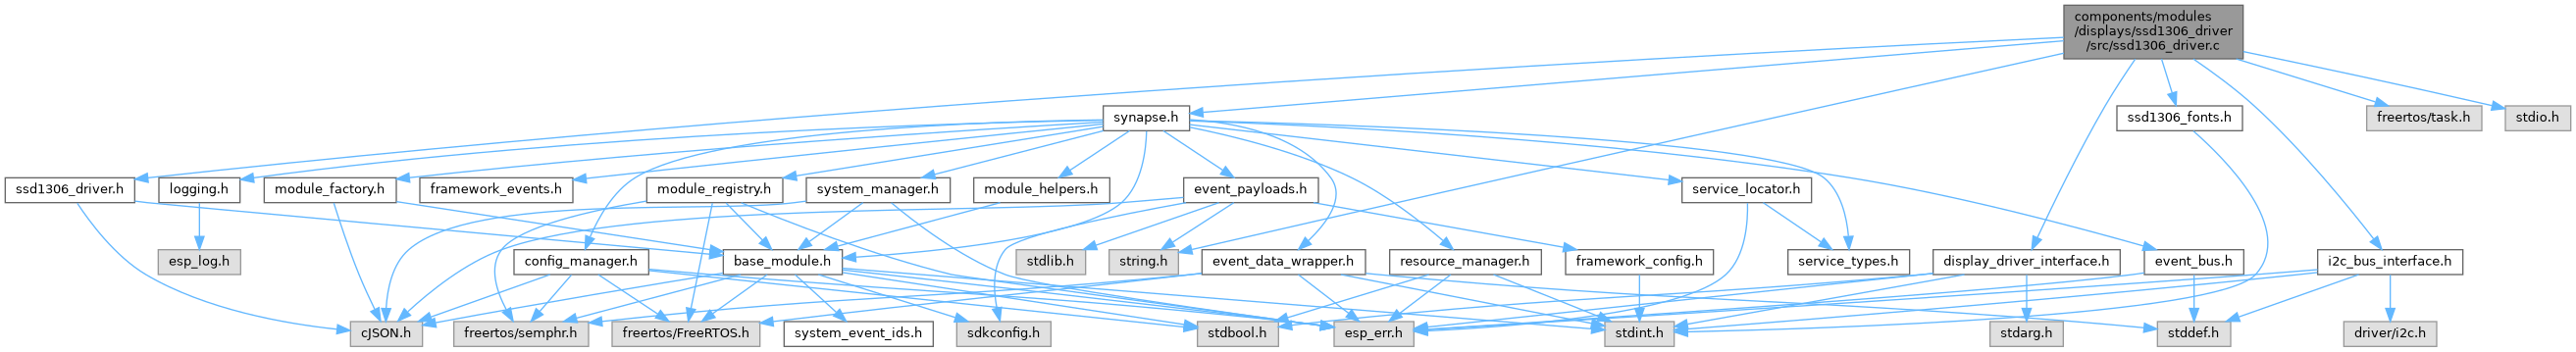 components/modules
/displays/ssd1306_driver
/src/ssd1306_driver.c
synapse.h
ssd1306_fonts.h
freertos/task.h
stdio.h
ssd1306_driver.h
logging.h
module_factory.h
framework_events.h
module_registry.h
system_manager.h
module_helpers.h
event_payloads.h
service_locator.h
esp_log.h
config_manager.h
base_module.h
stdlib.h
string.h
event_data_wrapper.h
resource_manager.h
framework_config.h
service_types.h
display_driver_interface.h
event_bus.h
i2c_bus_interface.h
cJSON.h
freertos/semphr.h
freertos/FreeRTOS.h
system_event_ids.h
sdkconfig.h
stdbool.h
esp_err.h
stdint.h
stdarg.h
stddef.h
driver/i2c.h